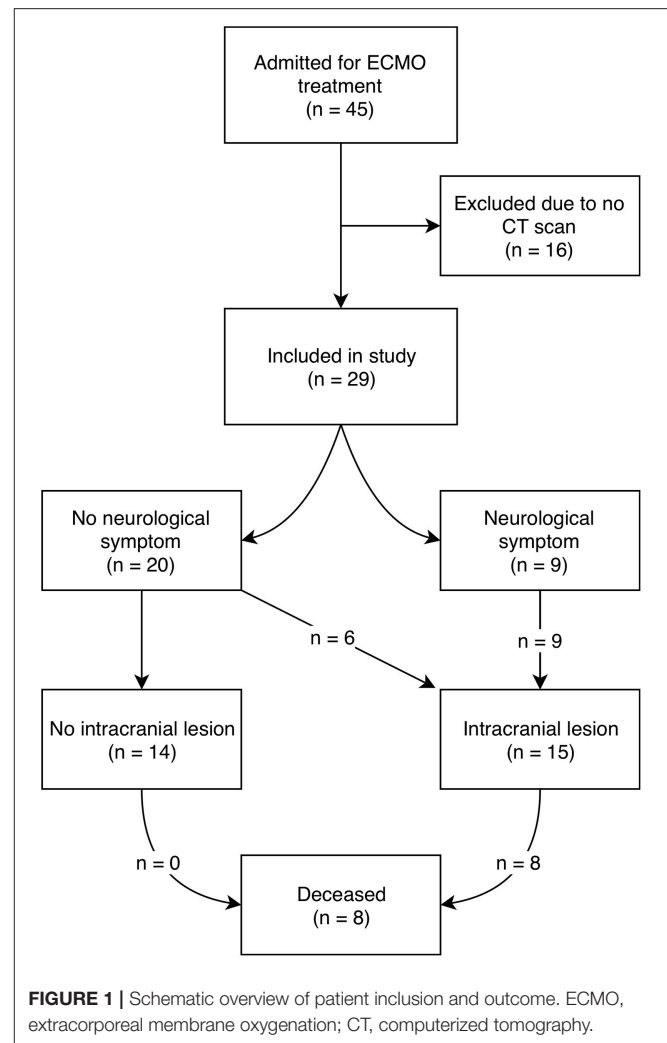 Admitted for ECMO
treatment
(n = 45)
Excluded due to no
CT scan
(n = 16)
Included in study
(n = 29)
No neurological
symptom
(n = 20)
Neurological
symptom
(n = 9)
n = 6
n = 9
No intracranial lesion
(n = 14)
Intracranial lesion
(n = 15)
n = 0
n = 8
Deceased
(n = 8)
FIGURE 1 | Schematic overview of patient inclusion and outcome. ECMO,
extracorporeal membrane oxygenation; CT, computerized tomography.